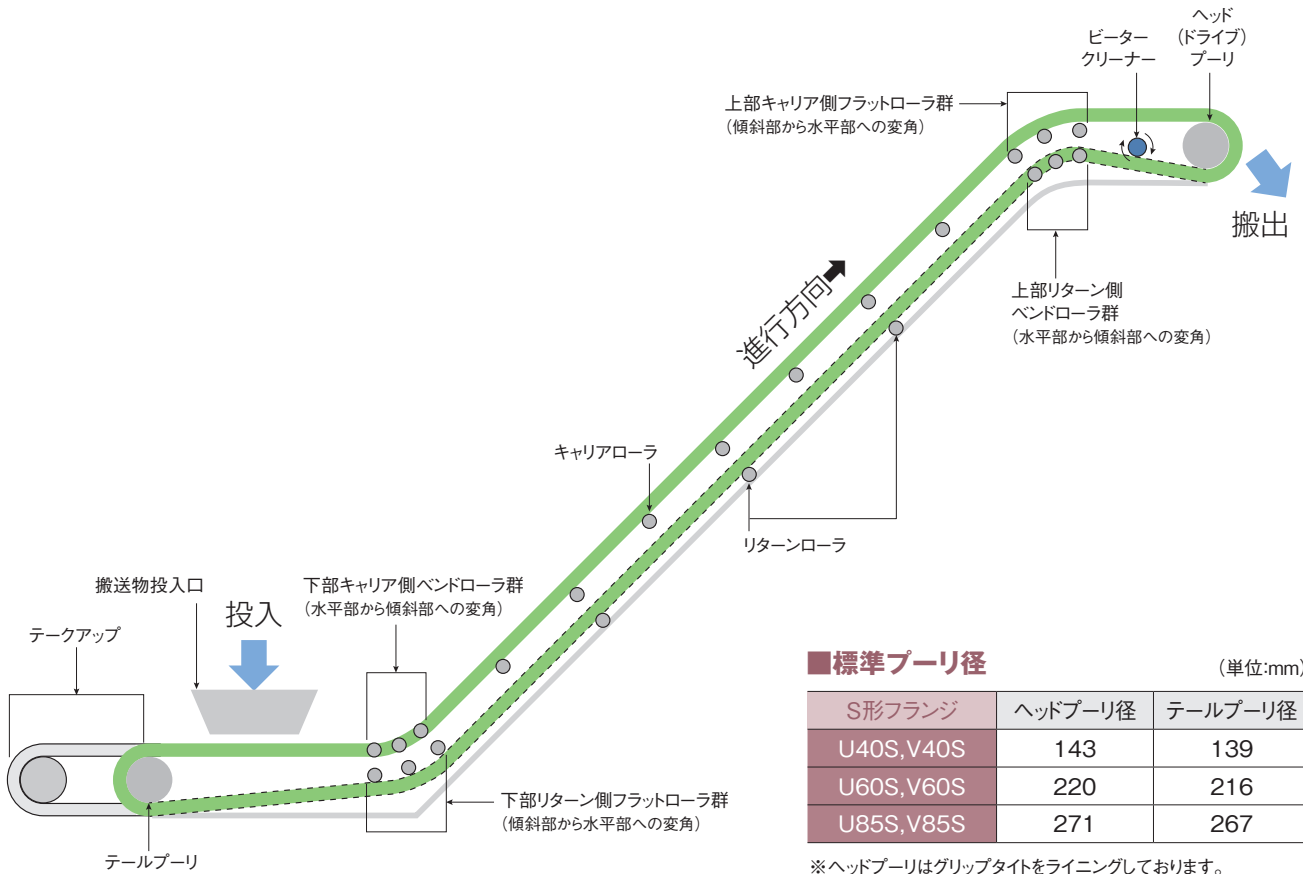 ヘッド
(ドライブ)
プーリ
ビーター
クリーナー
上部キャリア側フラットローラ群
(傾斜部から水平部への変角)
搬出
進行方向
上部リターン側
ベンドローラ群
(水平部から傾斜部への変角)
キャリアローラ
リターンローラ
搬送物投入口
投入
下部キャリア側ベンドローラ群
(水平部から傾斜部への変角)
テークアップ
下部リターン側フラットローラ群
(傾斜部から水平部への変角)
テールプーリ
■標準プーリ径 (単位:mm)
S形フランジ ヘッドプーリ径 テールプーリ径
U40S,V40S 143 139
U60S,V60S 220 216
U85S,V85S 271 267
※ヘッドプーリはグリップタイトをライニングしております。